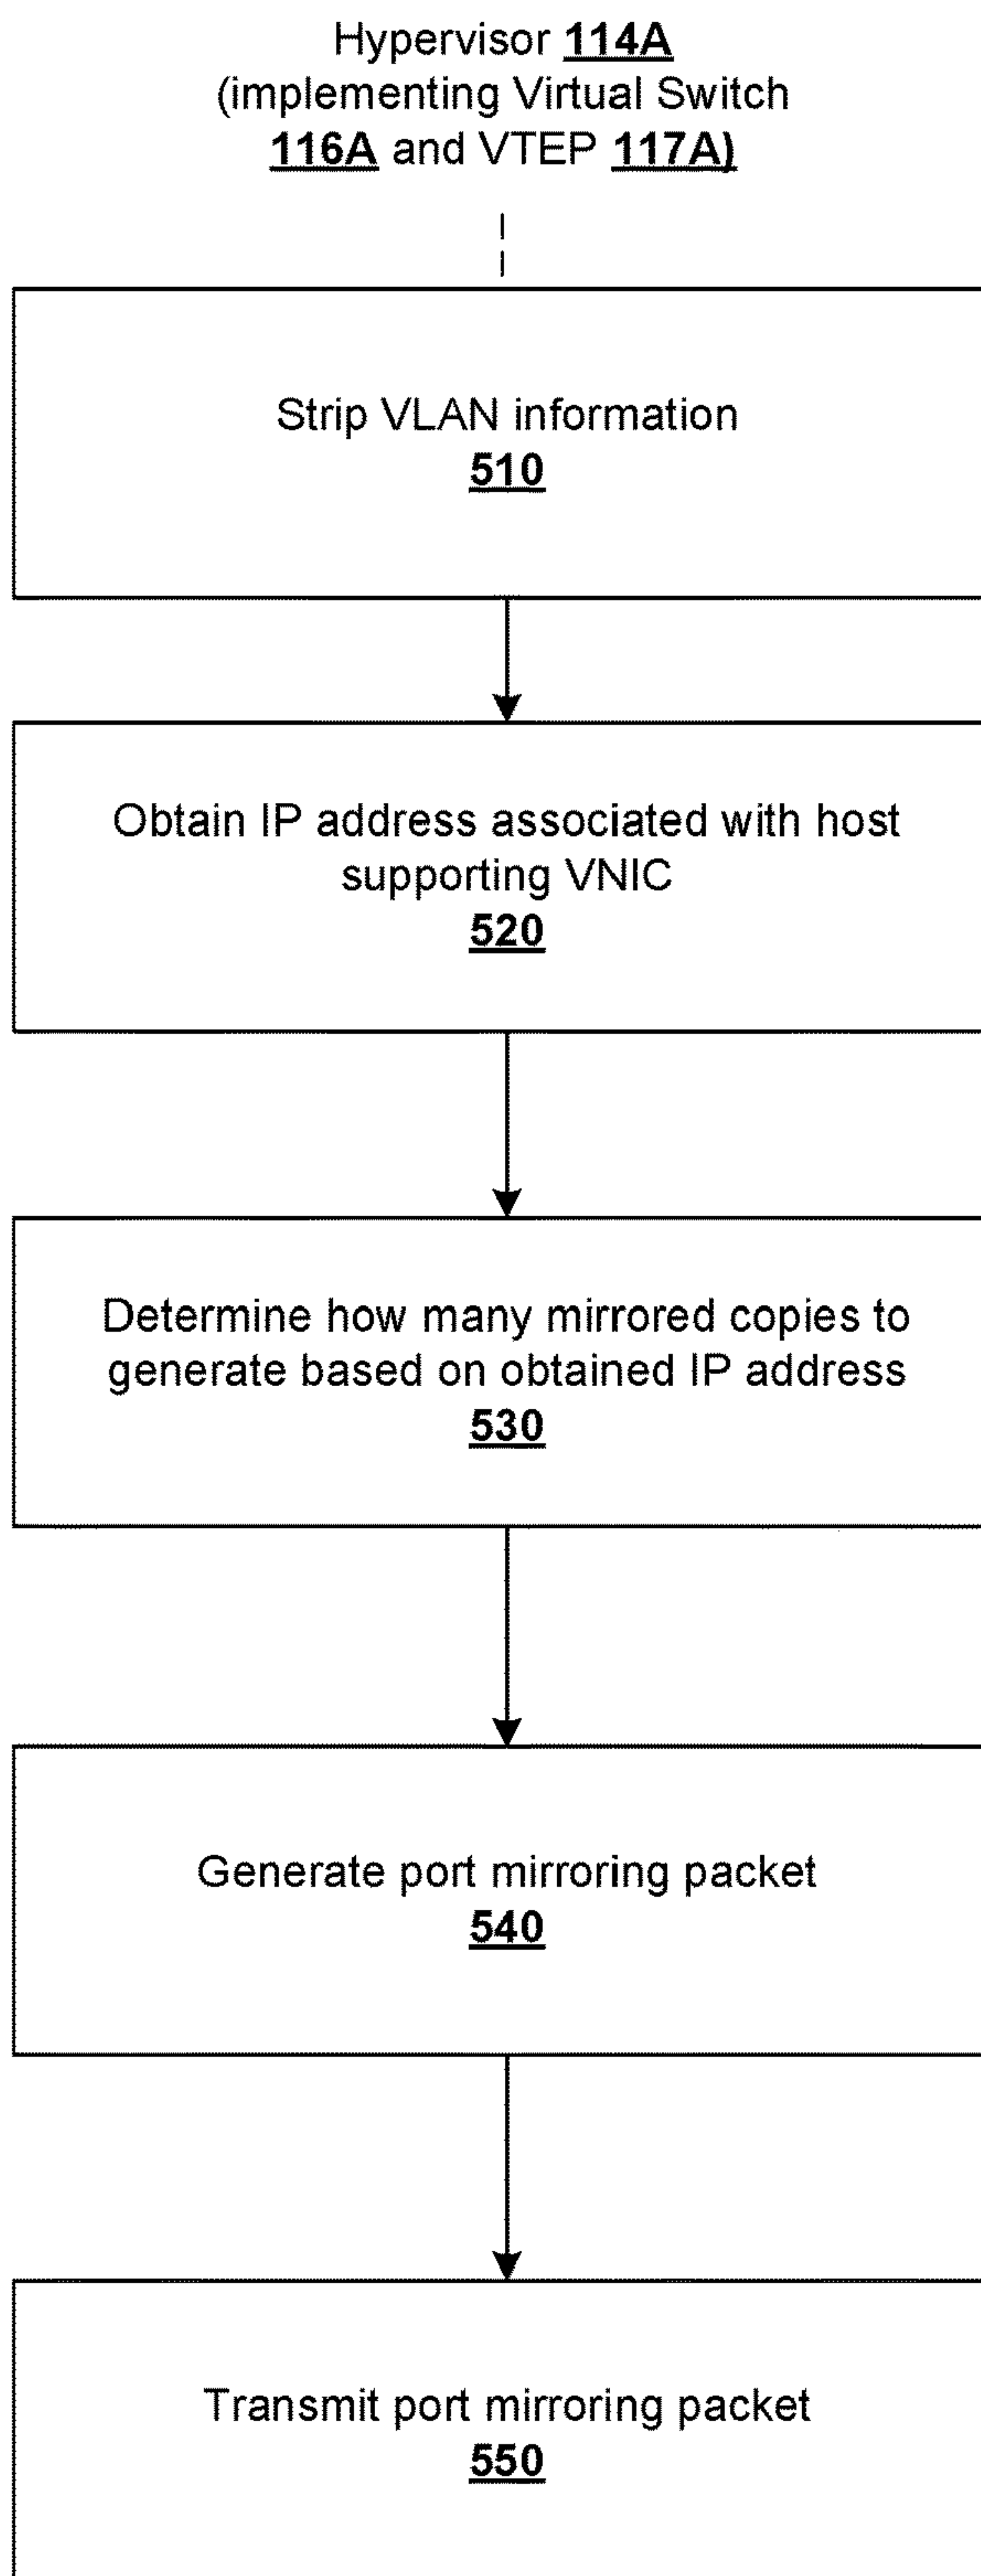 Hypervisor 114A
(implementing Virtual Switch
116A and VTEP 117A)
Strip VLAN information
510
Obtain IP address associated with host
supporting VNIC
520
Determine how many mirrored copies to
generate based on obtained IP address
530
Generate port mirroring packet
540
Transmit port mirroring packet
550